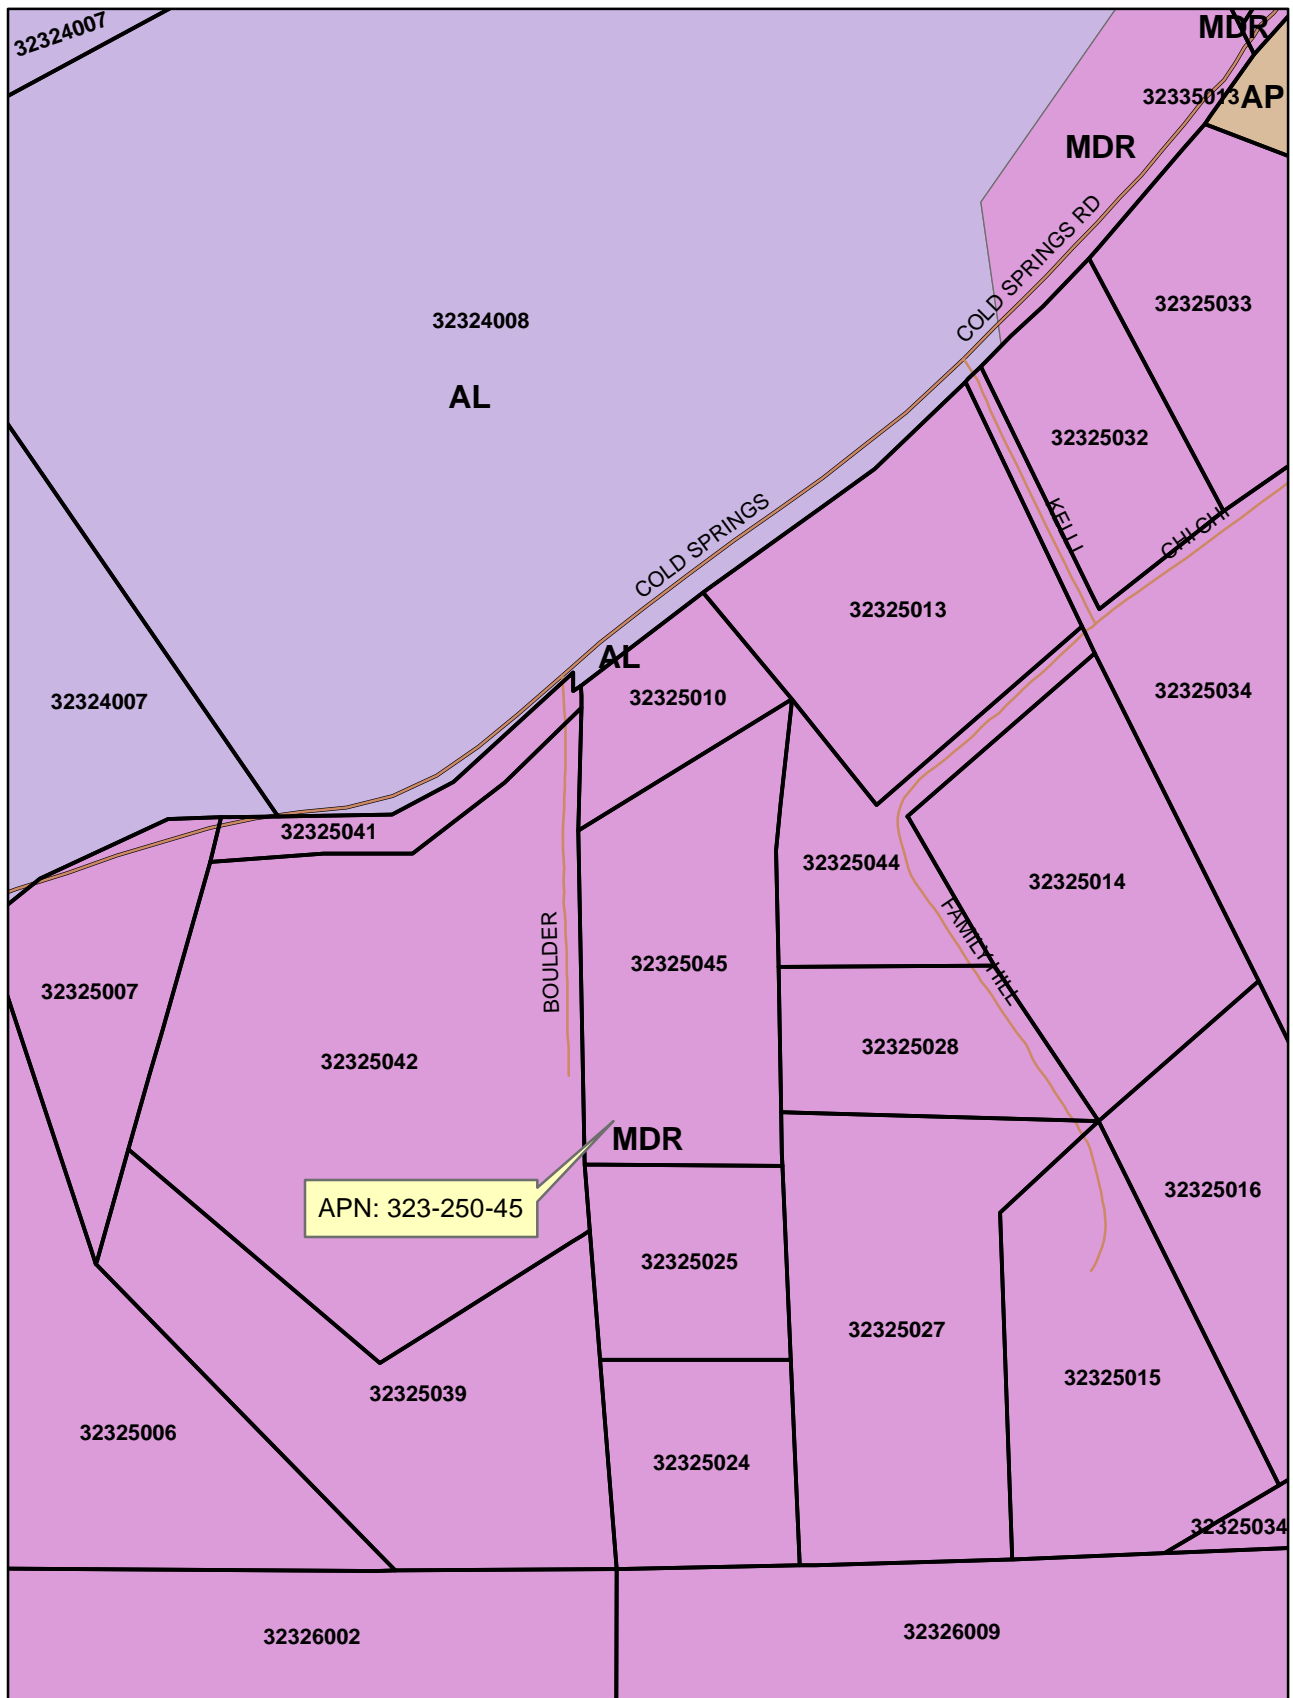 32324007
MDR
32335013
AP
MDR
COLD SPRINGS RD
32325033
32324008
AL
32325032
KELLI
CHI CHI
COLD SPRINGS
32325013
AL
32325010
32325034
32324007
32325041
32325044
32325014
BOULDER
FAMILY HILL
32325045
32325007
32325042
32325028
MDR
APN: 323-250-45
32325016
32325025
32325027
32325015
32325039
32325006
32325024
32325034
32326002
32326009